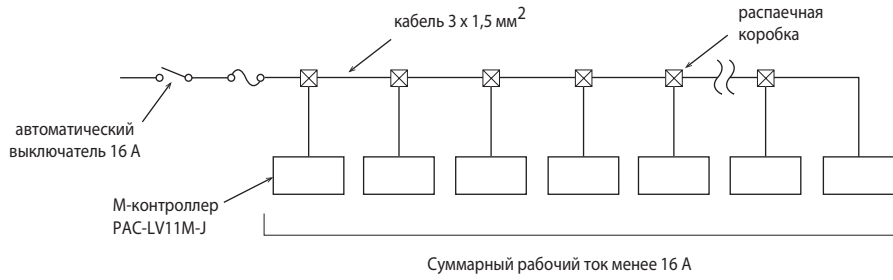 кабель 3 х 1,5 мм²
распаечная
коробка
автоматический
выключатель 16 А
М-контроллер
PAC-LV11M-J
Суммарный рабочий ток менее 16 А